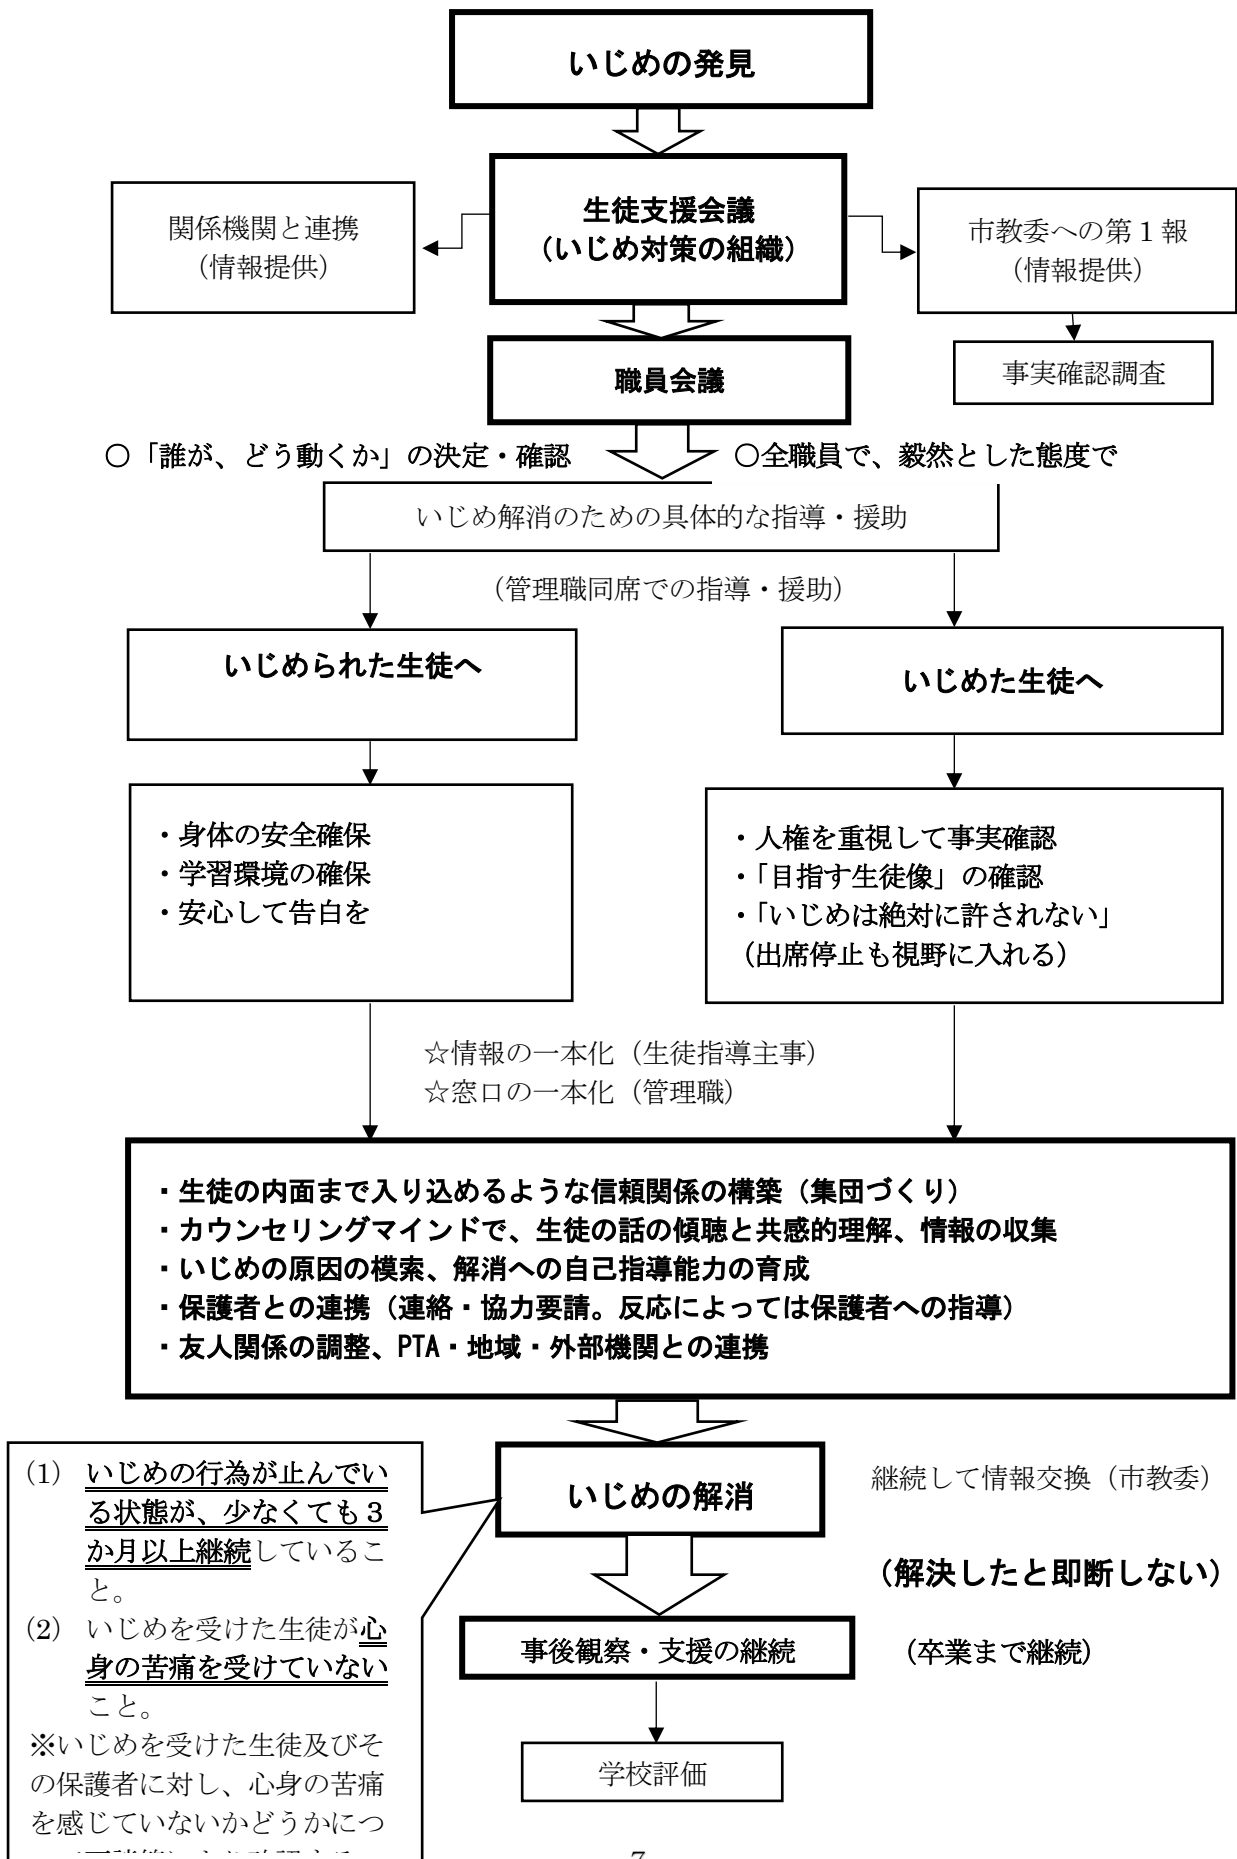 いじめの発見
生徒支援会議
（いじめ対策の組織）
関係機関と連携
（情報提供）
市教委への第１報
（情報提供）
事実確認調査
職員会議
○「誰が、どう動くか」の決定・確認
○全職員で、毅然とした態度で
いじめ解消のための具体的な指導・援助
（管理職同席での指導・援助）
いじめられた生徒へ
いじめた生徒へ
・身体の安全確保
・学習環境の確保
・安心して告白を
・人権を重視して事実確認
・「目指す生徒像」の確認
・「いじめは絶対に許されない」
（出席停止も視野に入れる）
☆情報の一本化（生徒指導主事）
☆窓口の一本化（管理職）
・生徒の内面まで入り込めるような信頼関係の構築（集団づくり）
・カウンセリングマインドで、生徒の話の傾聴と共感的理解、情報の収集
・いじめの原因の模索、解消への自己指導能力の育成
・保護者との連携（連絡・協力要請。反応によっては保護者への指導）
・友人関係の調整、PTA・地域・外部機関との連携
いじめの解消
継続して情報交換（市教委）
（解決したと即断しない）
事後観察・支援の継続
（卒業まで継続）
学校評価
(1) いじめの行為が止んでい
る状態が、少なくても３
か月以上継続しているこ
と。
(2) いじめを受けた生徒が心
身の苦痛を受けていない
こと。
※いじめを受けた生徒及びそ
の保護者に対し、心身の苦痛
を感じていないかどうかにつ